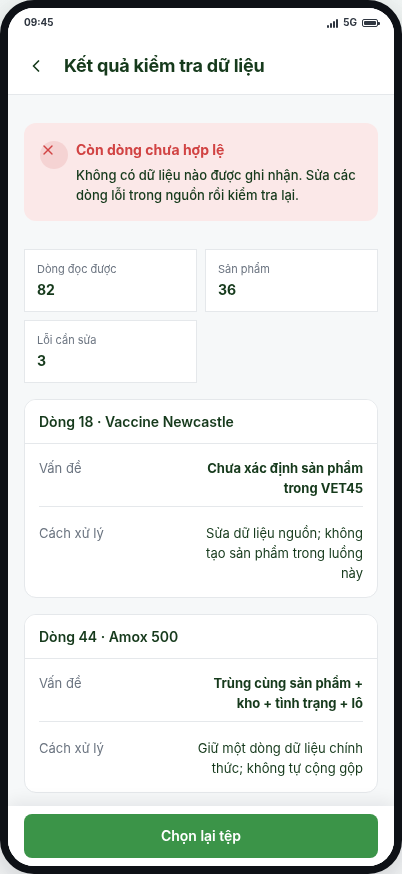 09:45
5G
Kết quả kiểm tra dữ liệu
Còn dòng chưa hợp lệ
Không có dữ liệu nào được ghi nhận. Sửa các
dòng lỗi trong nguồn rồi kiểm tra lại.
Dòng đọc được
82
Sản phẩm
36
Lỗi cần sửa
3
Dòng 18 · Vaccine Newcastle
Vấn đề
Chưa xác định sản phẩm
trong VET45
Cách xử lý
Sửa dữ liệu nguồn; không
tạo sản phẩm trong luồng
này
Dòng 44 · Amox 500
Vấn đề
Trùng cùng sản phẩm +
kho + tình trạng + lô
Cách xử lý
Giữ một dòng dữ liệu chính
thức; không tự cộng gộp
Chọn lại tệp